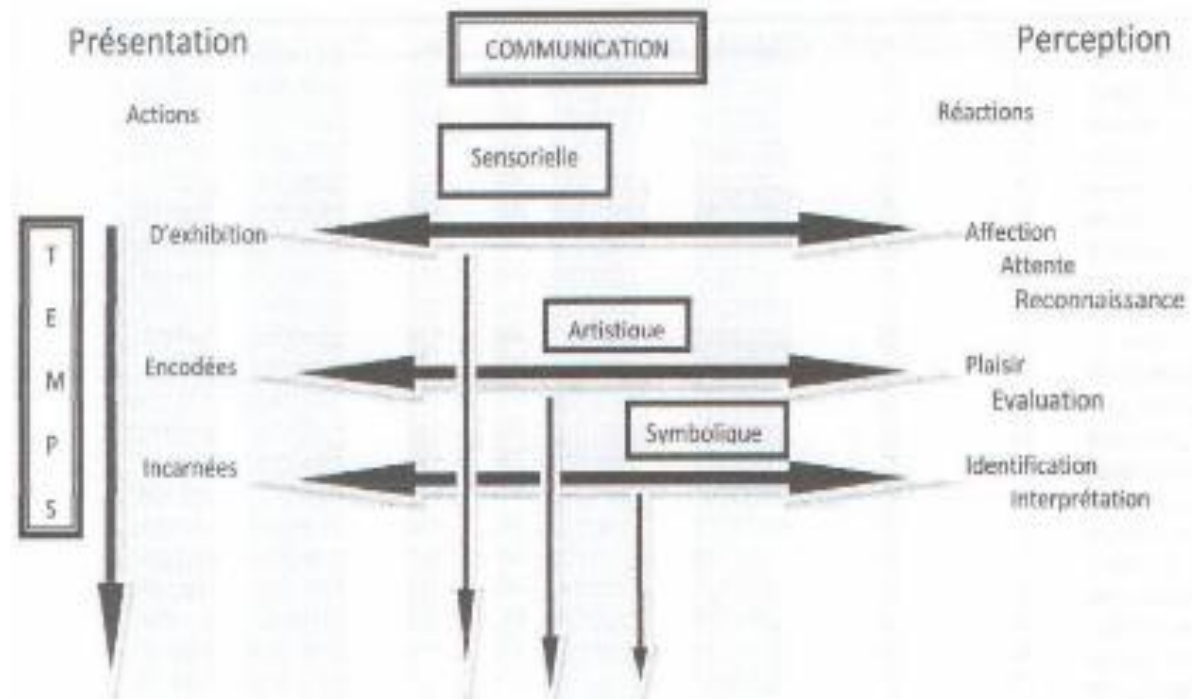 Présentation
COMMUNICATION
Perception
Actions
Réactions
Sensorielle
T
E
M
P
S
D'exhibition
Affection
Attente
Reconnaissance
Artistique
Encodées
Plaisir
Evaluation
Symbolique
Incarnées
Identification
Interprétation